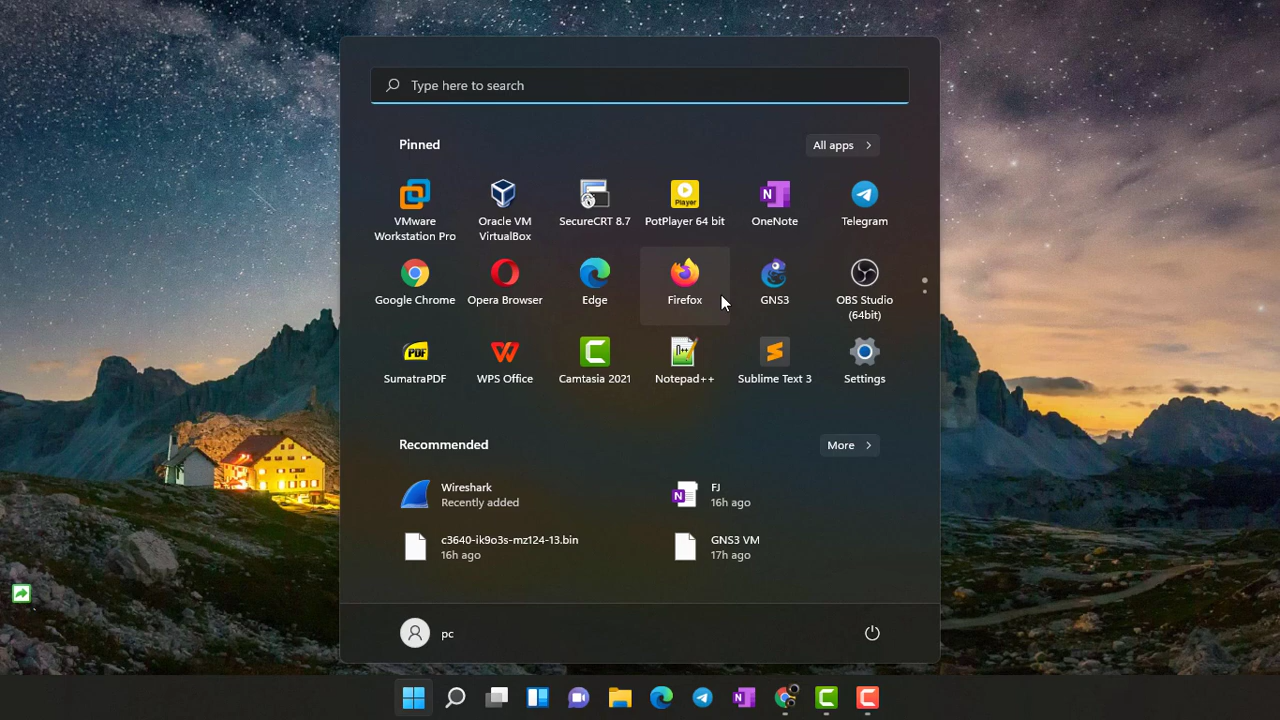 Type here to search
Pinned
All apps
VMware
Workstation Pro
Oracle VM
VirtualBox
SecureCRT 8.7
Player
PotPlayer 64 bit
N
OneNote
Telegram
Google Chrome
Opera Browser
Edge
Firefox
GNS3
OBS Studio
(64bit)
PDF
SumatraPDF
WPS Office
C
Camtasia 2021
Notepad++
Sublime Text 3
Settings
Recommended
More
Wireshark
Recently added
N
FJ
16h ago
c3640-ik9o3s-mz124-13.bin
16h ago
GNS3 VM
17h ago
pc